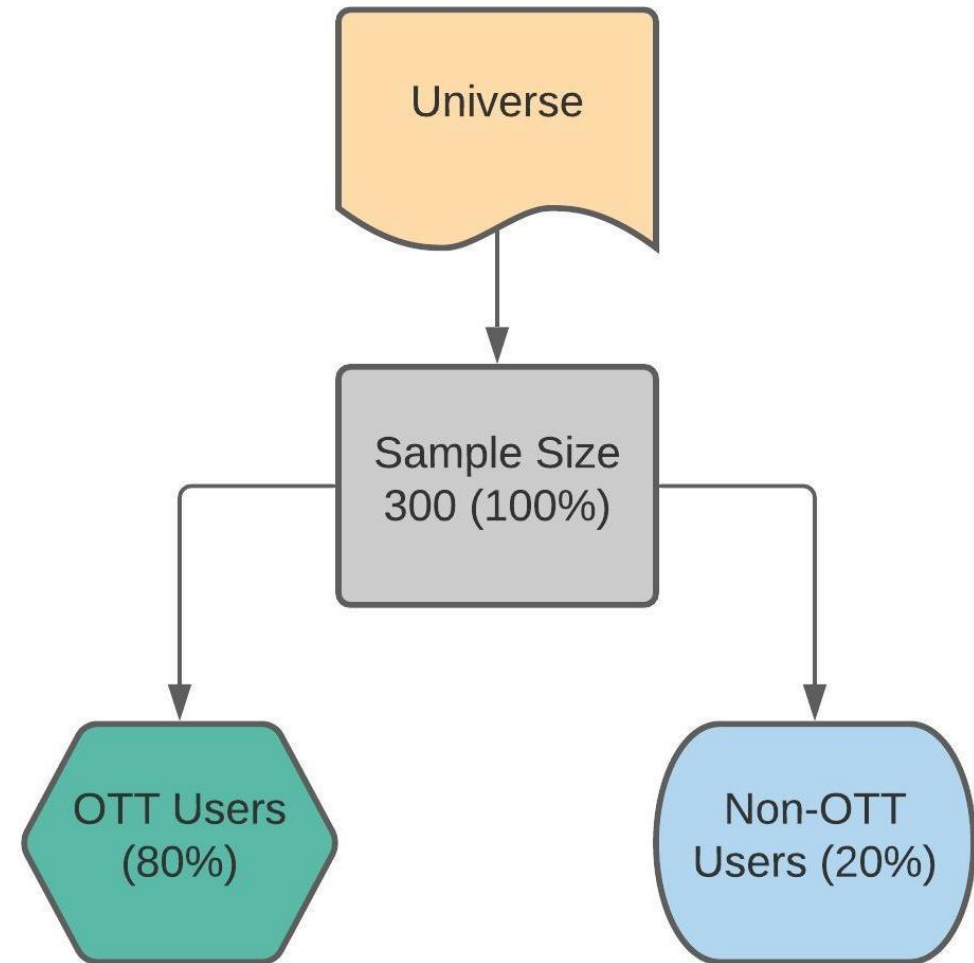 Universe
Sample Size
300 (100%)
OTT Users
(80%)
Non-OTT
Users (20%)